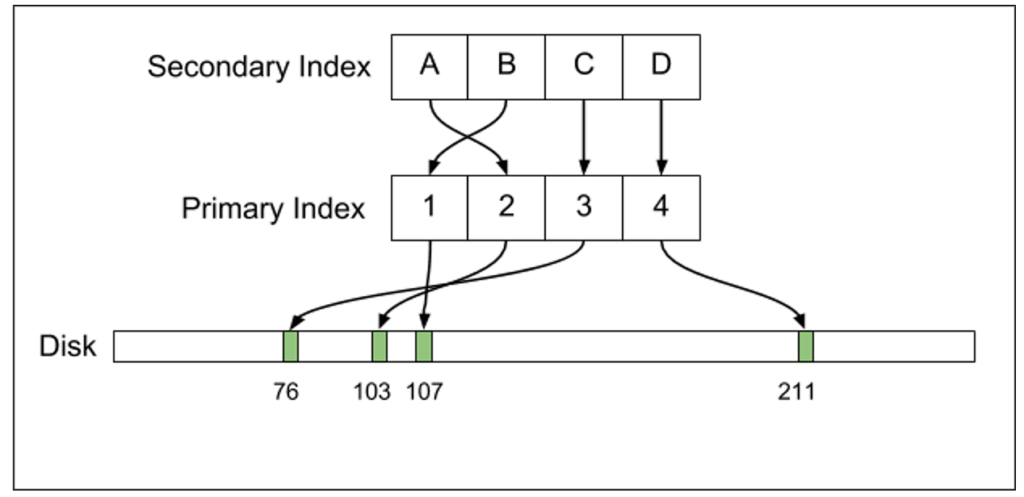 Secondary Index A B C D
Primary Index 1 2 3 4
Disk
76 103 107 211